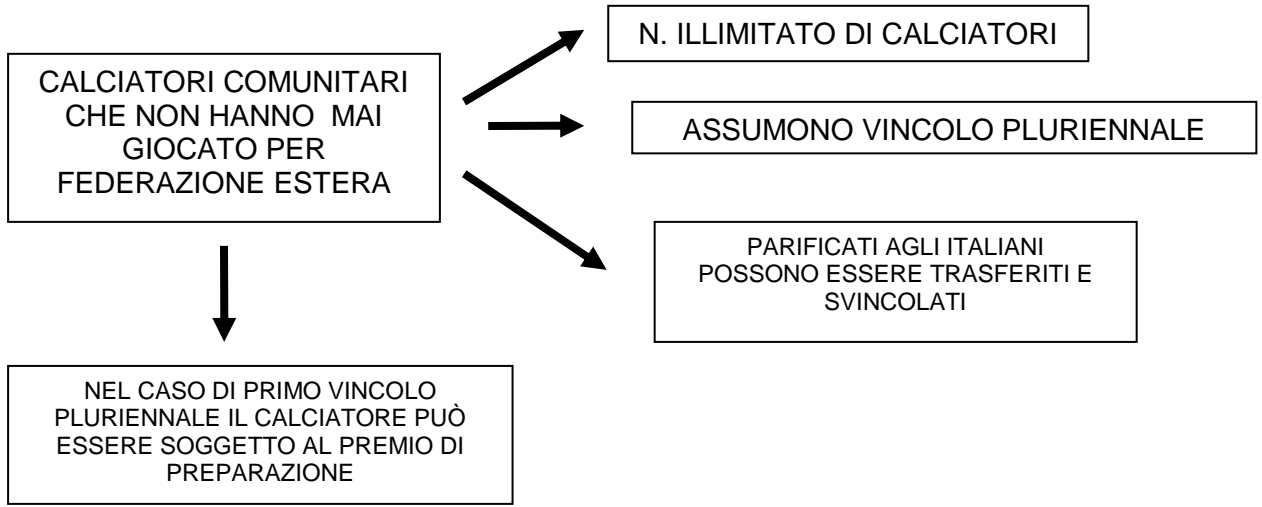 N. ILLIMITATO DI CALCIATORI
CALCIATORI COMUNITARI
CHE NON HANNO MAI
GIOCATO PER
FEDERAZIONE ESTERA
ASSUMONO VINCOLO PLURIENNALE
PARIFICATI AGLI ITALIANI
POSSONO ESSERE TRASFERITI E
SVINCOLATI
NEL CASO DI PRIMO VINCOLO
PLURIENNALE IL CALCIATORE PUÒ
ESSERE SOGGETTO AL PREMIO DI
PREPARAZIONE